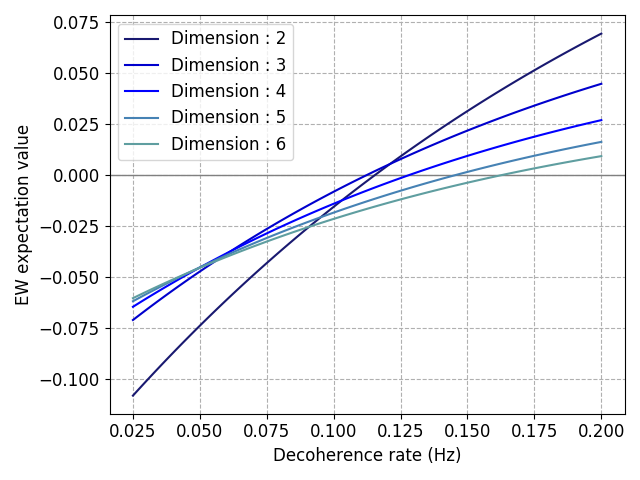 Dimension : 2
Dimension : 3
Dimension : 4
Dimension : 5
Dimension : 6
EW expectation value
0.075
0.050
0.025
0.000
−0.025
−0.050
−0.075
−0.100
0.025 0.050 0.075 0.100 0.125 0.150 0.175 0.200
Decoherence rate (Hz)